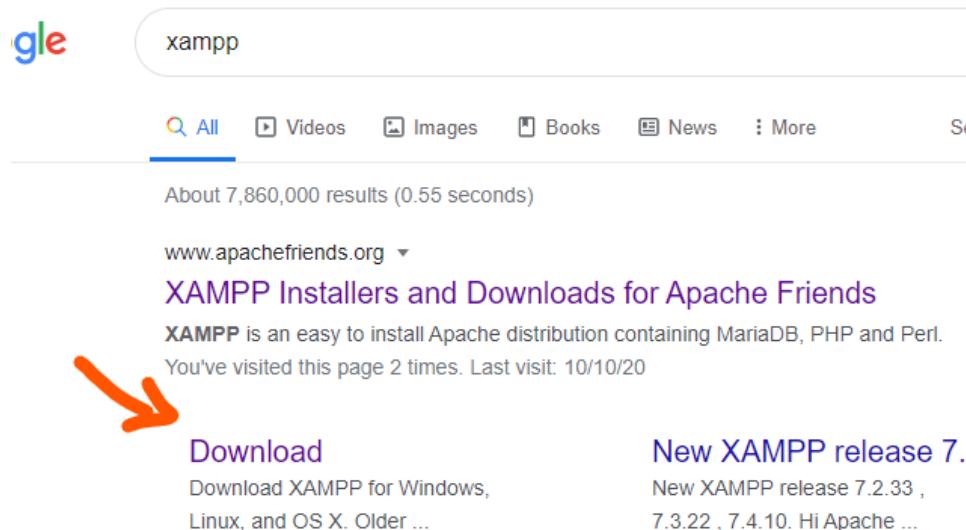 gle
xampp
All Videos Images Books News More
About 7,860,000 results (0.55 seconds)
www.apachefriends.org
XAMPP Installers and Downloads for Apache Friends
XAMPP is an easy to install Apache distribution containing MariaDB, PHP and Perl.
You've visited this page 2 times. Last visit: 10/10/20
Download
Download XAMPP for Windows,
Linux, and OS X. Older ...
New XAMPP release 7.
New XAMPP release 7.2.33 ,
7.3.22 , 7.4.10. Hi Apache ...